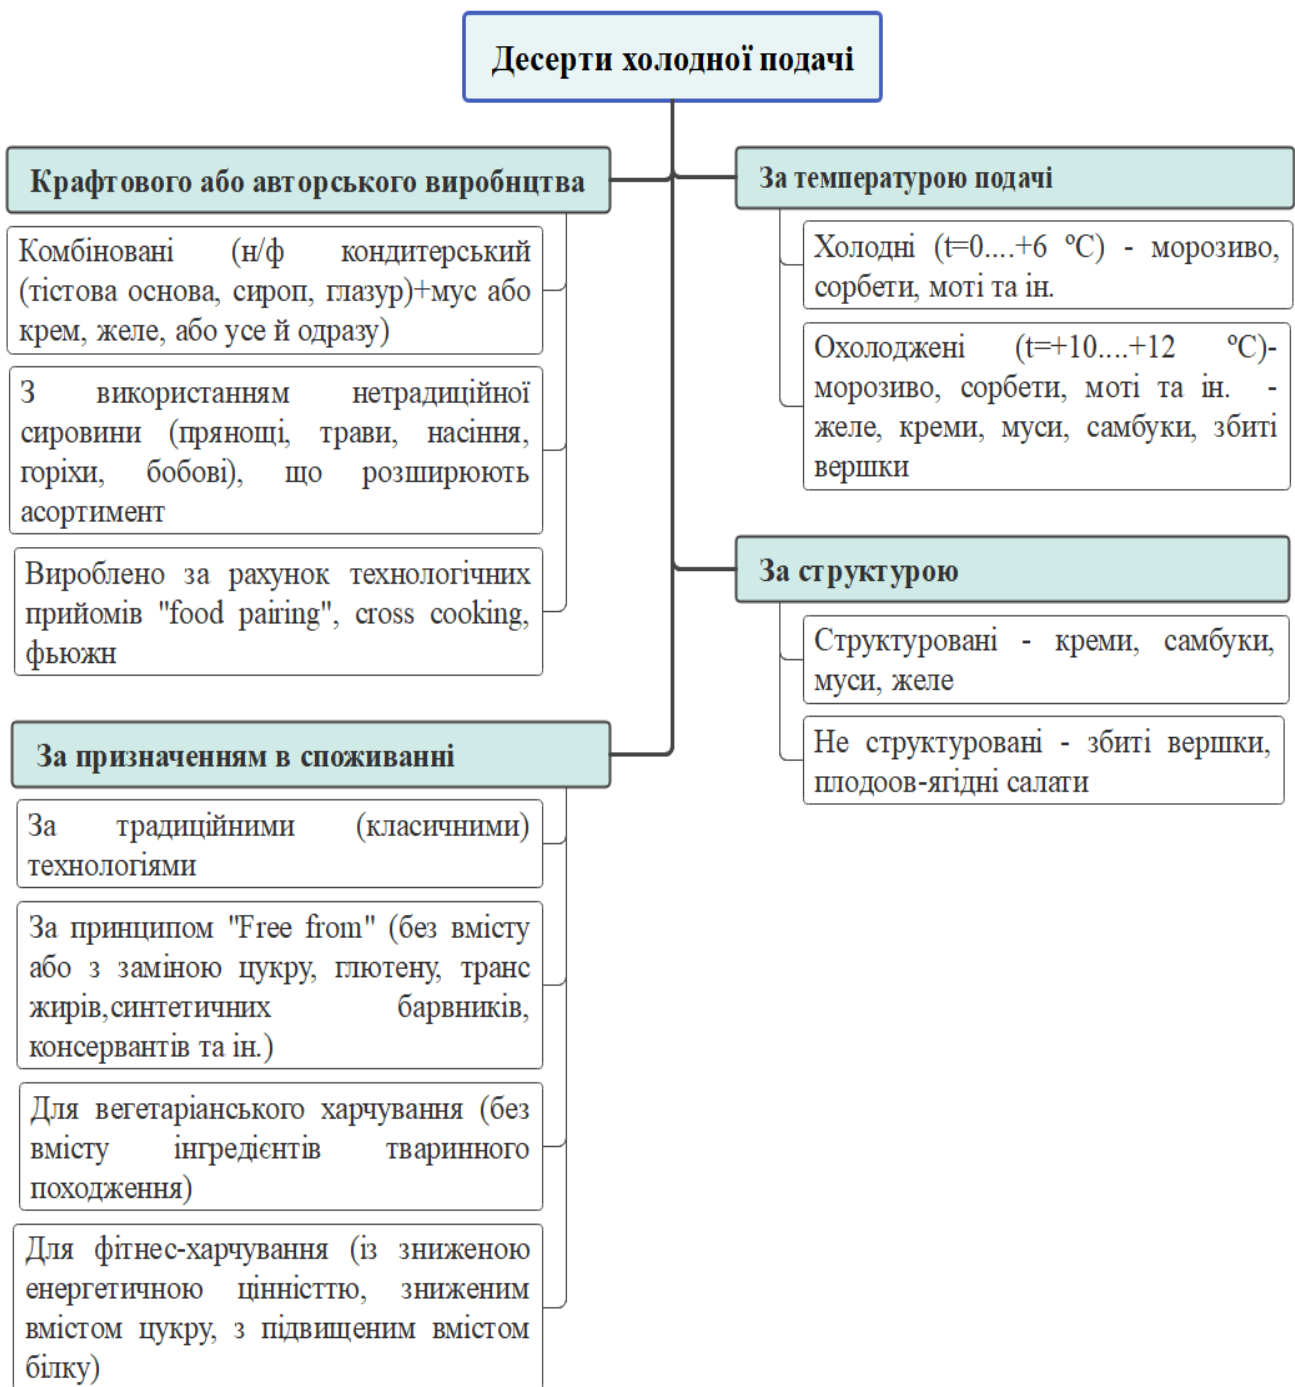 Десерти холодної подачі
Крафтового або авторського виробнцтва
Комбіновані (н/ф кондитерський
(тістова основа, сироп, глазур)+мус або
крем, желе, або усе й одразу)
З використанням нетрадиційної
сировини (прянощі, трави, насіння,
горіхи, бобові), що розширюють
асортимент
Вироблено за рахунок технологічних
прийомів "food pairing", cross cooking,
фьюжн
За призначенням в споживанні
За традиційними (класичними)
технологіями
За принципом "Free from" (без вмісту
або з заміною цукру, глютену, транс
жирів,синтетичних барвників,
консервантів та ін.)
Для вегетаріанського харчування (без
вмісту інгредієнтів тваринного
походження)
Для фітнес-харчування (із зниженою
енергетичною цінністтю, зниженим
вмістом цукру, з підвищеним вмістом
білку)
За температурою подачі
Холодні (t=0....+6 ºС) - морозиво,
сорбети, моті та ін.
Охолоджені (t=+10....+12 ºС)-
морозиво, сорбети, моті та ін. -
желе, креми, муси, самбуки, збиті
вершки
За структурою
Структуровані - креми, самбуки,
муси, желе
Не структуровані - збиті вершки,
плодоов-ягідні салати